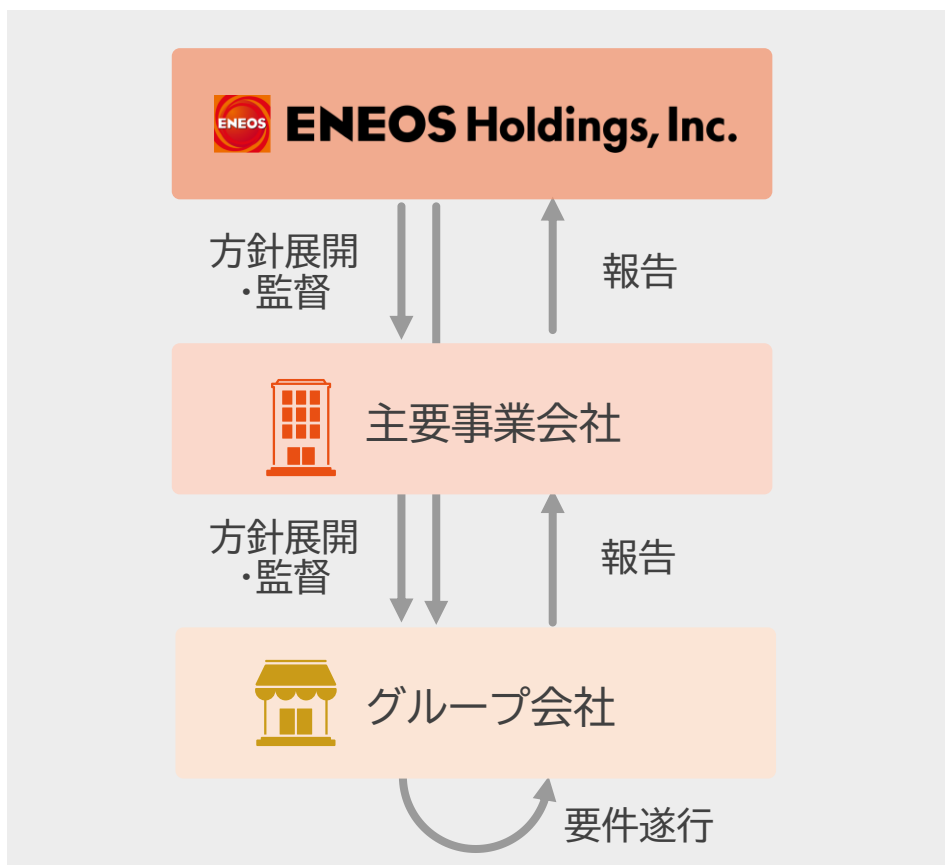 ENEOS
ENEOS Holdings, Inc.
方針展開
・監督
報告
主要事業会社
方針展開
・監督
報告
グループ会社
要件遂行